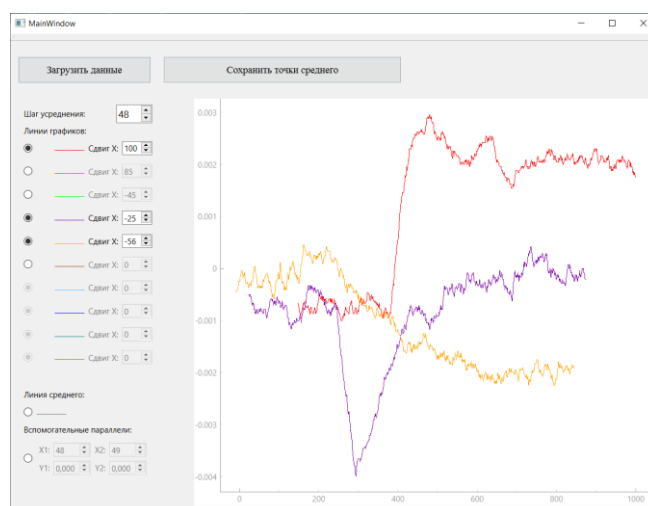 MainWindow
Загрузить данные Сохранить точки среднего
Шаг усреднения: 48
Линии графиков:
Сдвиг X: 100
Сдвиг X: 85
Сдвиг X: -45
Сдвиг X: -25
Сдвиг X: -56
Сдвиг X: 0
Сдвиг X: 0
Сдвиг X: 0
Сдвиг X: 0
Сдвиг X: 0
Линия среднего:
Вспомогательные параллели:
X1: 48 X2: 49
Y1: 0,000 Y2: 0,000
0.003
0.002
0.001
0
-0.001
-0.002
-0.003
-0.004
0 200 400 600 800 1000